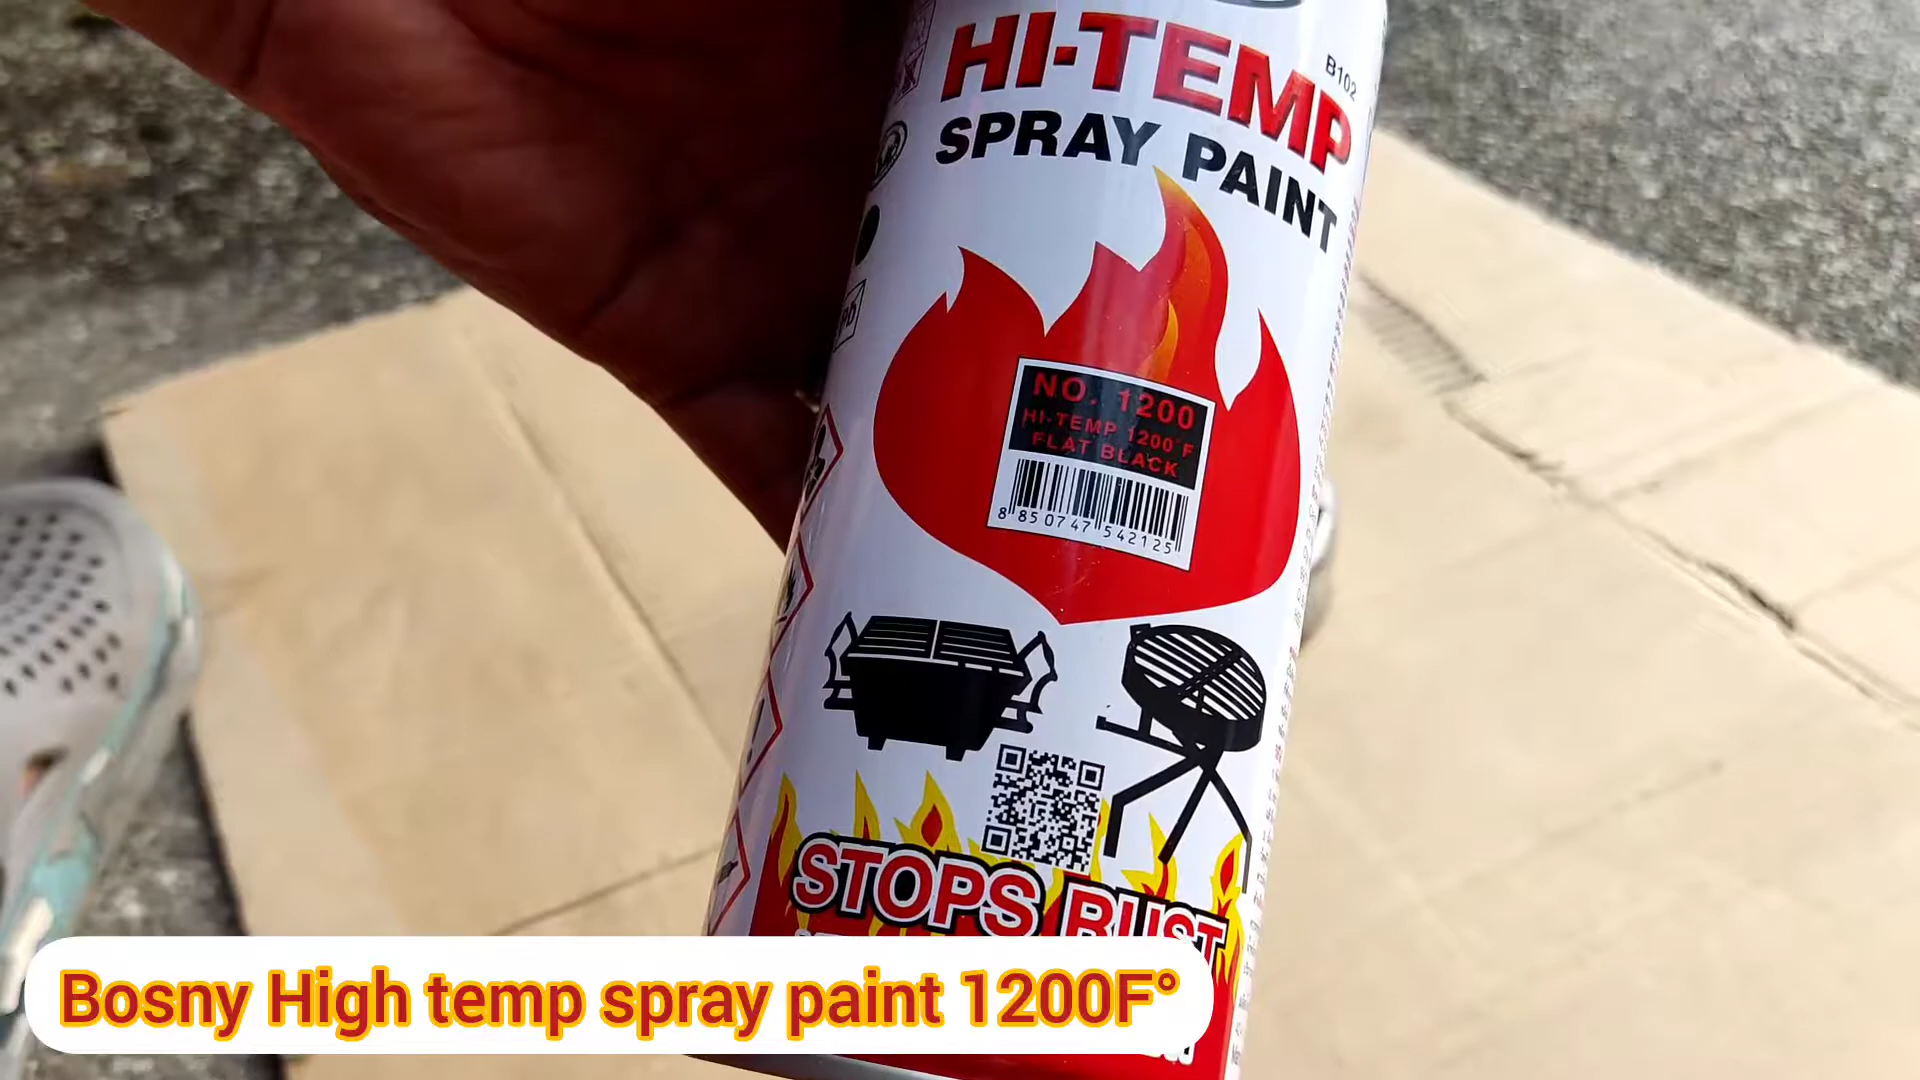 HI-TEMP
B102
SPRAY PAINT
NO. 1200
HI-TEMP 1200°F
FLAT BLACK
8 850747 542125
STOPS RUST
Bosny High temp spray paint 1200F°